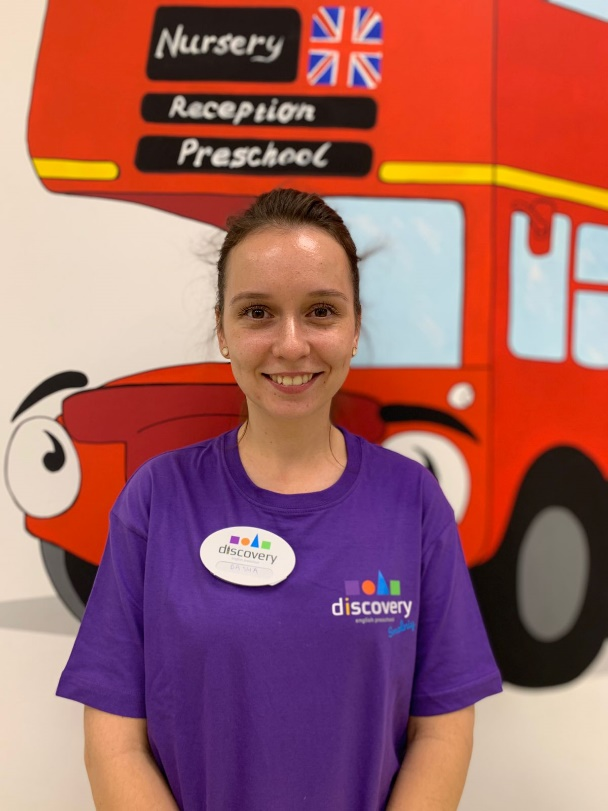 Nursery
Reception
Preschool
discovery
discovery
english preschool